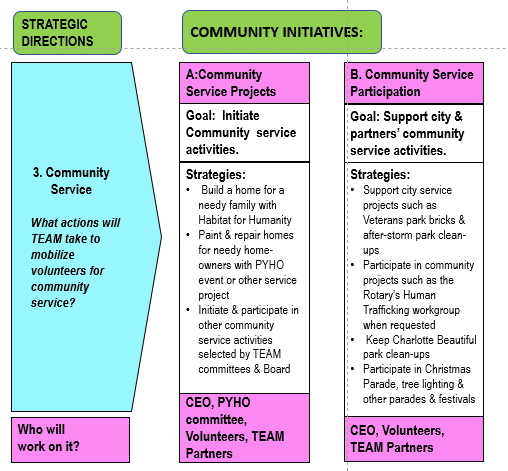 STRATEGIC
DIRECTIONS
COMMUNITY INITIATIVES:
3. Community
Service
What actions will
TEAM take to
mobilize
volunteers for
community
service?
Who will
work on it?
A:Community
Service Projects
Goal: Initiate
Community service
activities.
Strategies:
• Build a home for a
needy family with
Habitat for Humanity
• Paint & repair homes
for needy home-
owners with PYHO
event or other service
project
• Initiate & participate in
other community
service activities
selected by TEAM
committees & Board
CEO, PYHO
committee,
Volunteers, TEAM
Partners
B. Community Service
Participation
Goal: Support city &
partners' community
service activities.
Strategies:
• Support city service
projects such as
Veterans park bricks &
after-storm park clean-
ups
• Participate in community
projects such as the
Rotary's Human
Trafficking workgroup
when requested
• Keep Charlotte Beautiful
park clean-ups
• Participate in Christmas
Parade, tree lighting &
other parades & festivals
CEO, Volunteers,
TEAM Partners